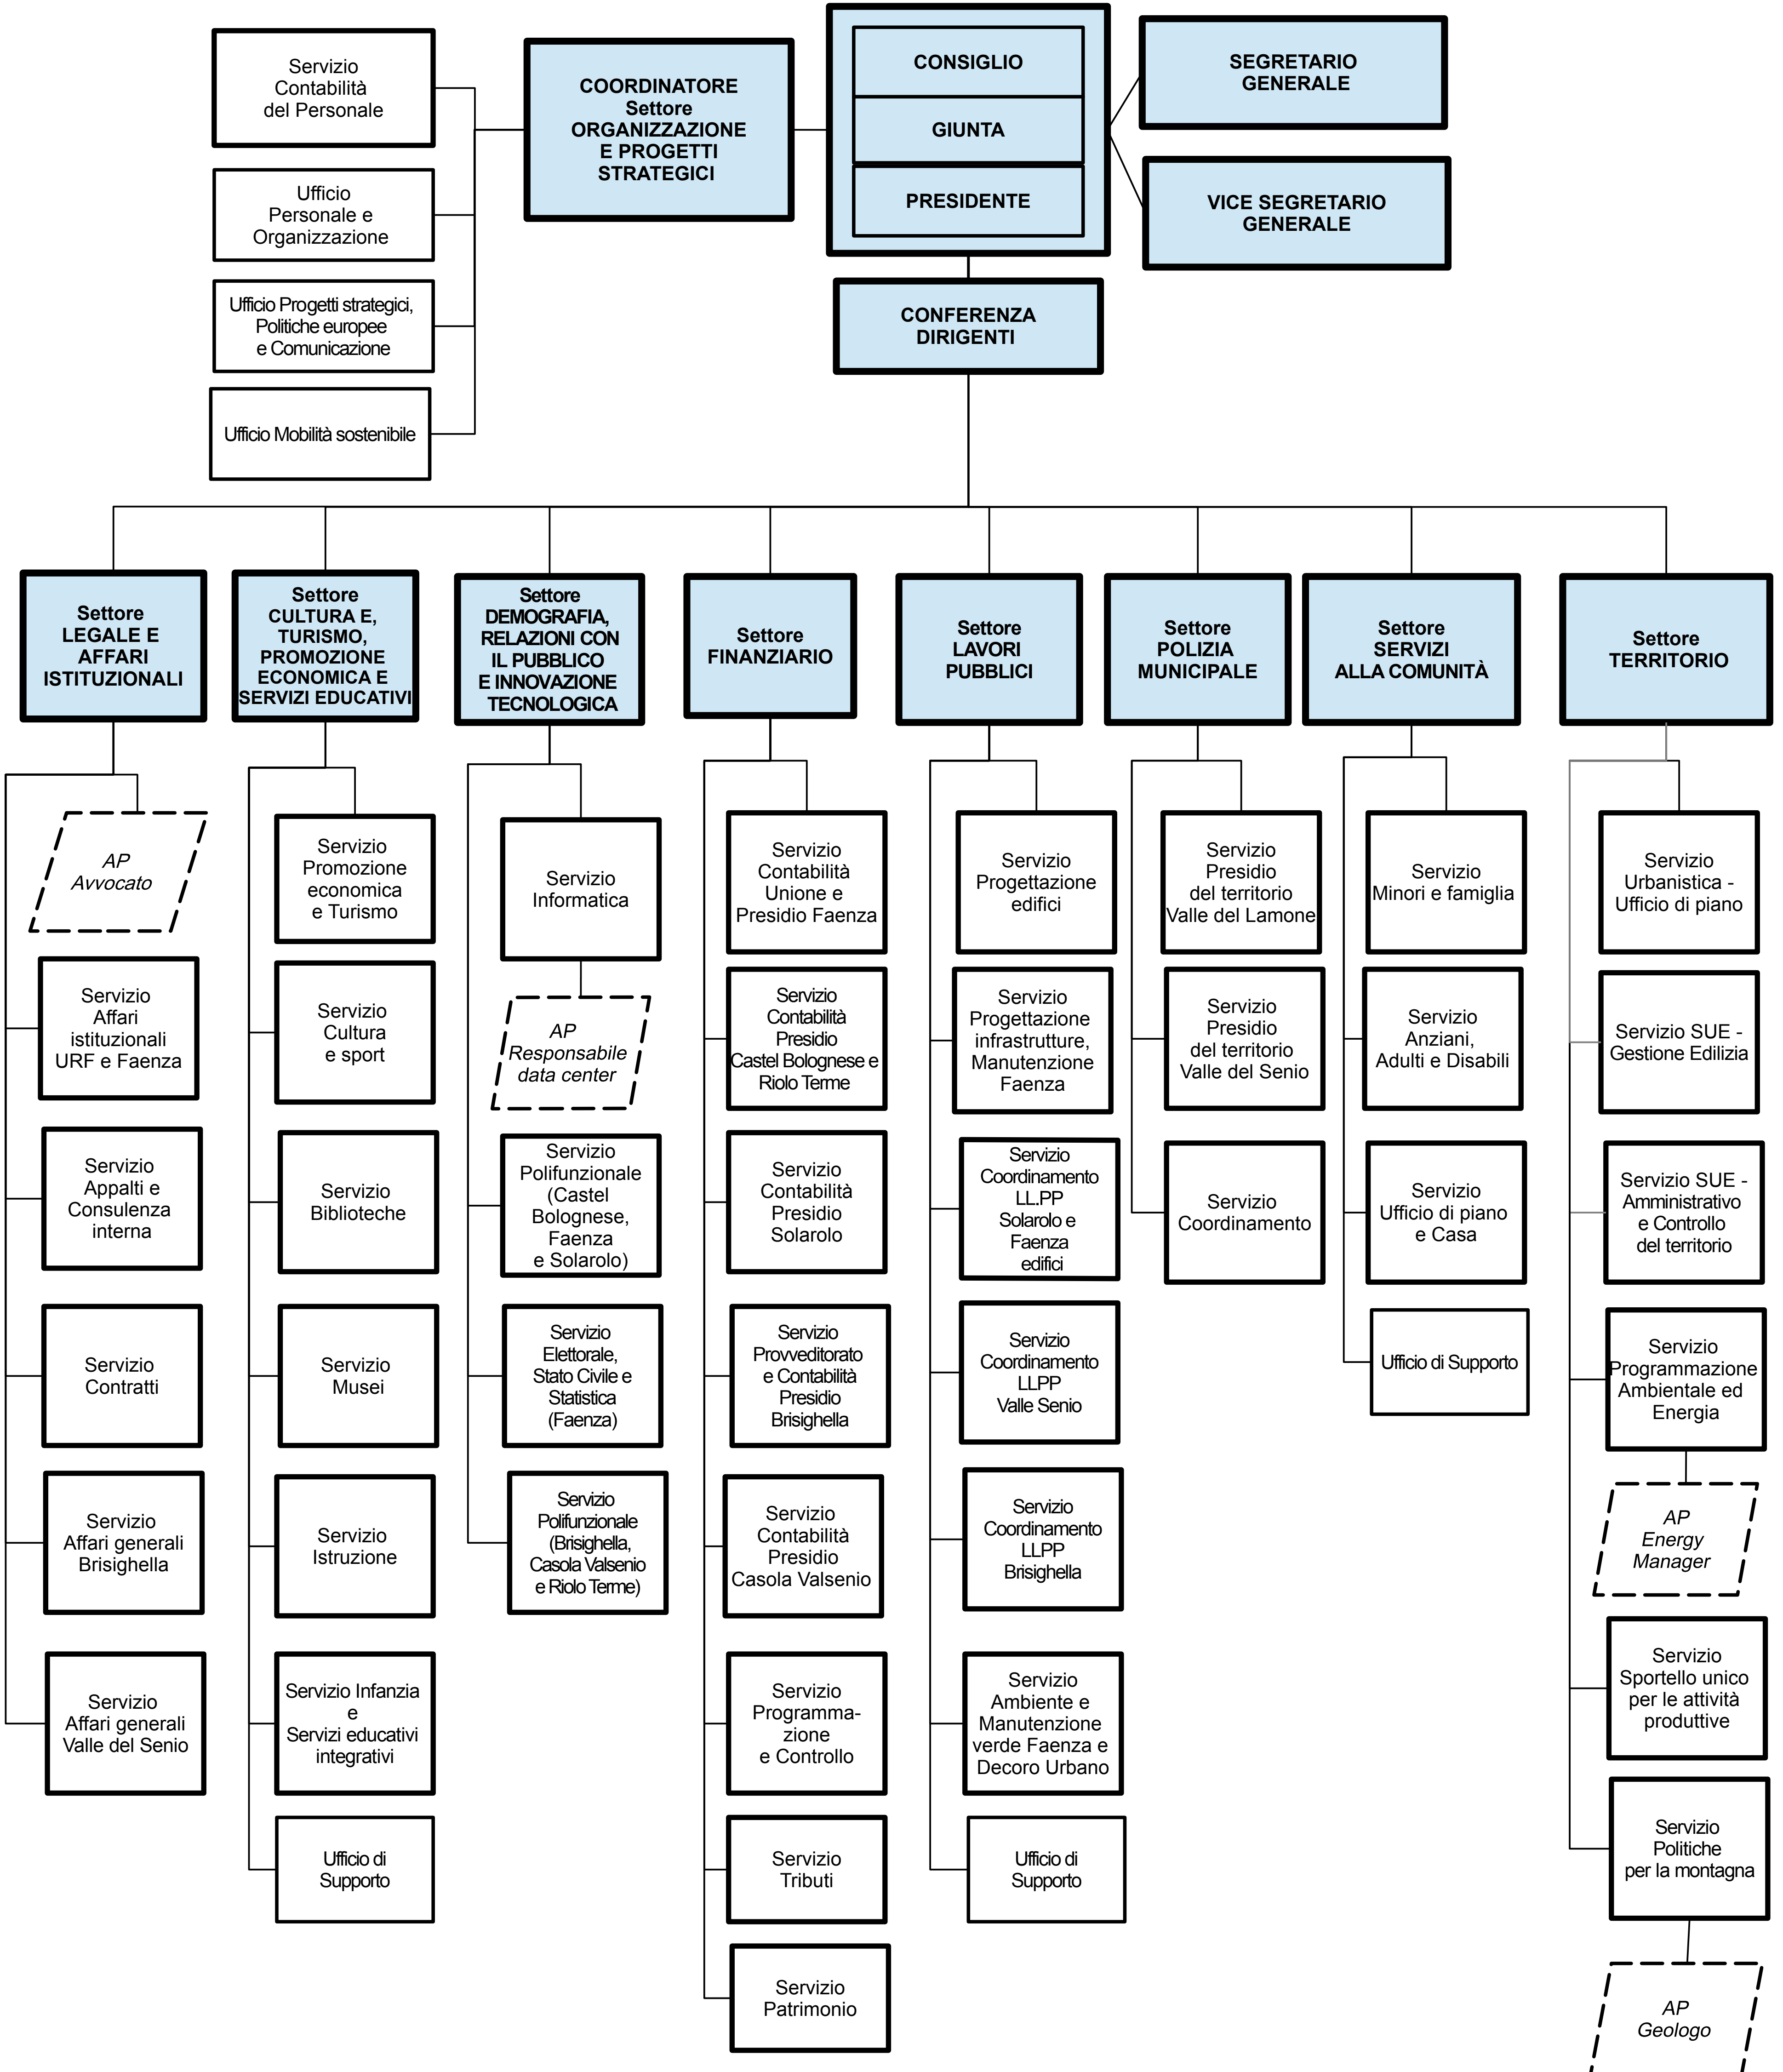 Servizio
Contabilità
del Personale
Ufficio
Personale e
Organizzazione
Ufficio Progetti strategici,
Politiche europee
e Comunicazione
Ufficio Mobilità sostenibile
COORDINATORE
Settore
ORGANIZZAZIONE
E PROGETTI
STRATEGICI
CONSIGLIO
GIUNTA
PRESIDENTE
SEGRETARIO
GENERALE
VICE SEGRETARIO
GENERALE
CONFERENZA
DIRIGENTI
Settore
LEGALE E
AFFARI
ISTITUZIONALI
AP
Avvocato
Servizio
Affari
istituzionali
URF e Faenza
Servizio
Appalti e
Consulenza
interna
Servizio
Contratti
Servizio
Affari generali
Brisighella
Servizio
Affari generali
Valle del Senio
Settore
CULTURA E,
TURISMO,
PROMOZIONE
ECONOMICA E
SERVIZI EDUCATIVI
Servizio
Promozione
economica
e Turismo
Servizio
Cultura
e sport
Servizio
Biblioteche
Servizio
Musei
Servizio
Istruzione
Servizio Infanzia
e
Servizi educativi
integrativi
Ufficio di
Supporto
Settore
DEMOGRAFIA,
RELAZIONI CON
IL PUBBLICO
E INNOVAZIONE
TECNOLOGICA
Servizio
Informatica
AP
Responsabile
data center
Servizio
Polifunzionale
(Castel
Bolognese,
Faenza
e Solarolo)
Servizio
Elettorale,
Stato Civile e
Statistica
(Faenza)
Servizio
Polifunzionale
(Brisighella,
Casola Valsenio
e Riolo Terme)
Settore
FINANZIARIO
Servizio
Contabilità
Unione e
Presidio Faenza
Servizio
Contabilità
Presidio
Castel Bolognese e
Riolo Terme
Servizio
Contabilità
Presidio
Solarolo
Servizio
Provveditorato
e Contabilità
Presidio
Brisighella
Servizio
Contabilità
Presidio
Casola Valsenio
Servizio
Programma-
zione
e Controllo
Servizio
Tributi
Servizio
Patrimonio
Settore
LAVORI
PUBBLICI
Servizio
Progettazione
edifici
Servizio
Progettazione
infrastrutture,
Manutenzione
Faenza
Servizio
Coordinamento
LL.PP
Solarolo e
Faenza
edifici
Servizio
Coordinamento
LLPP
Valle Senio
Servizio
Coordinamento
LLPP
Brisighella
Servizio
Ambiente e
Manutenzione
verde Faenza e
Decoro Urbano
Ufficio di
Supporto
Settore
POLIZIA
MUNICIPALE
Servizio
Presidio
del territorio
Valle del Lamone
Servizio
Presidio
del territorio
Valle del Senio
Servizio
Coordinamento
Settore
SERVIZI
ALLA COMUNITÀ
Servizio
Minori e famiglia
Servizio
Anziani,
Adulti e Disabili
Servizio
Ufficio di piano
e Casa
Ufficio di Supporto
Settore
TERRITORIO
Servizio
Urbanistica -
Ufficio di piano
Servizio SUE -
Gestione Edilizia
Servizio SUE -
Amministrativo
e Controllo
del territorio
Servizio
Programmazione
Ambientale ed
Energia
AP
Energy
Manager
Servizio
Sportello unico
per le attività
produttive
Servizio
Politiche
per la montagna
AP
Geologo